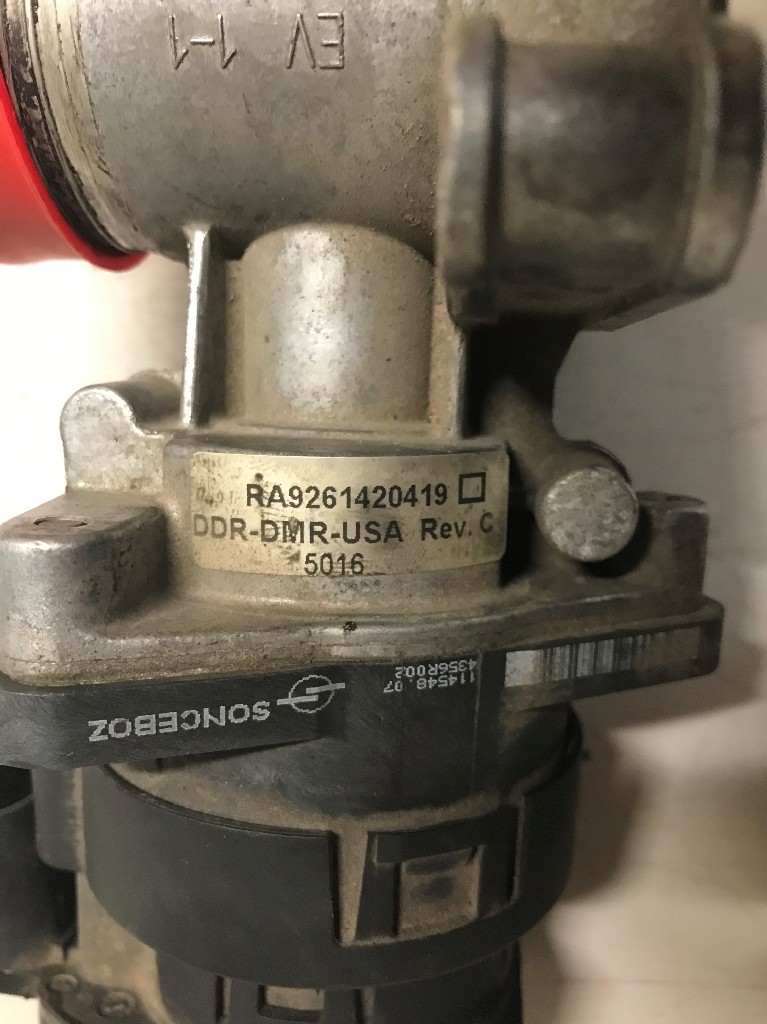 EV 1-1
RA9261420419
DDR-DMR-USA Rev. C
5016
114548.07
4356R002
SONCEBOZ